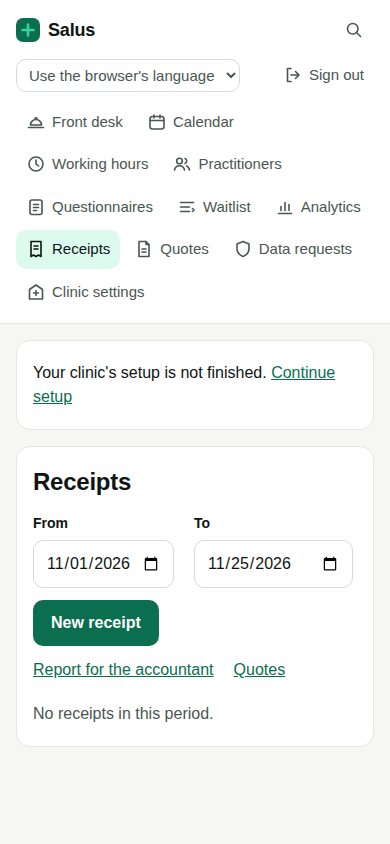 Salus
Use the browser's language
Sign out
Front desk
Calendar
Working hours
Practitioners
Questionnaires
Waitlist
Analytics
Receipts
Quotes
Data requests
Clinic settings
Your clinic's setup is not finished. Continue
setup
Receipts
From
To
11/01/2026
11/25/2026
New receipt
Report for the accountant
Quotes
No receipts in this period.